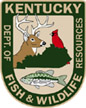 KENTUCKY
DEPT. OF
FISH & WILDLIFE
RESOURCES